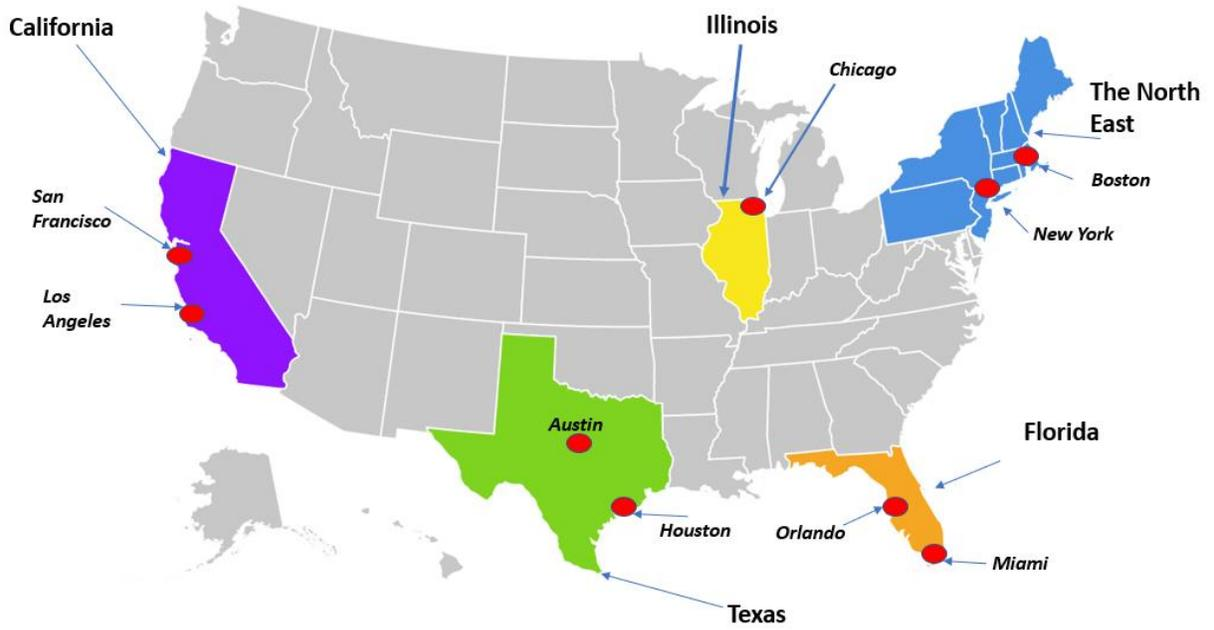 California
Illinois
Chicago
The North
East
San
Francisco
Boston
New York
Los
Angeles
Austin
Florida
Houston
Orlando
Miami
Texas